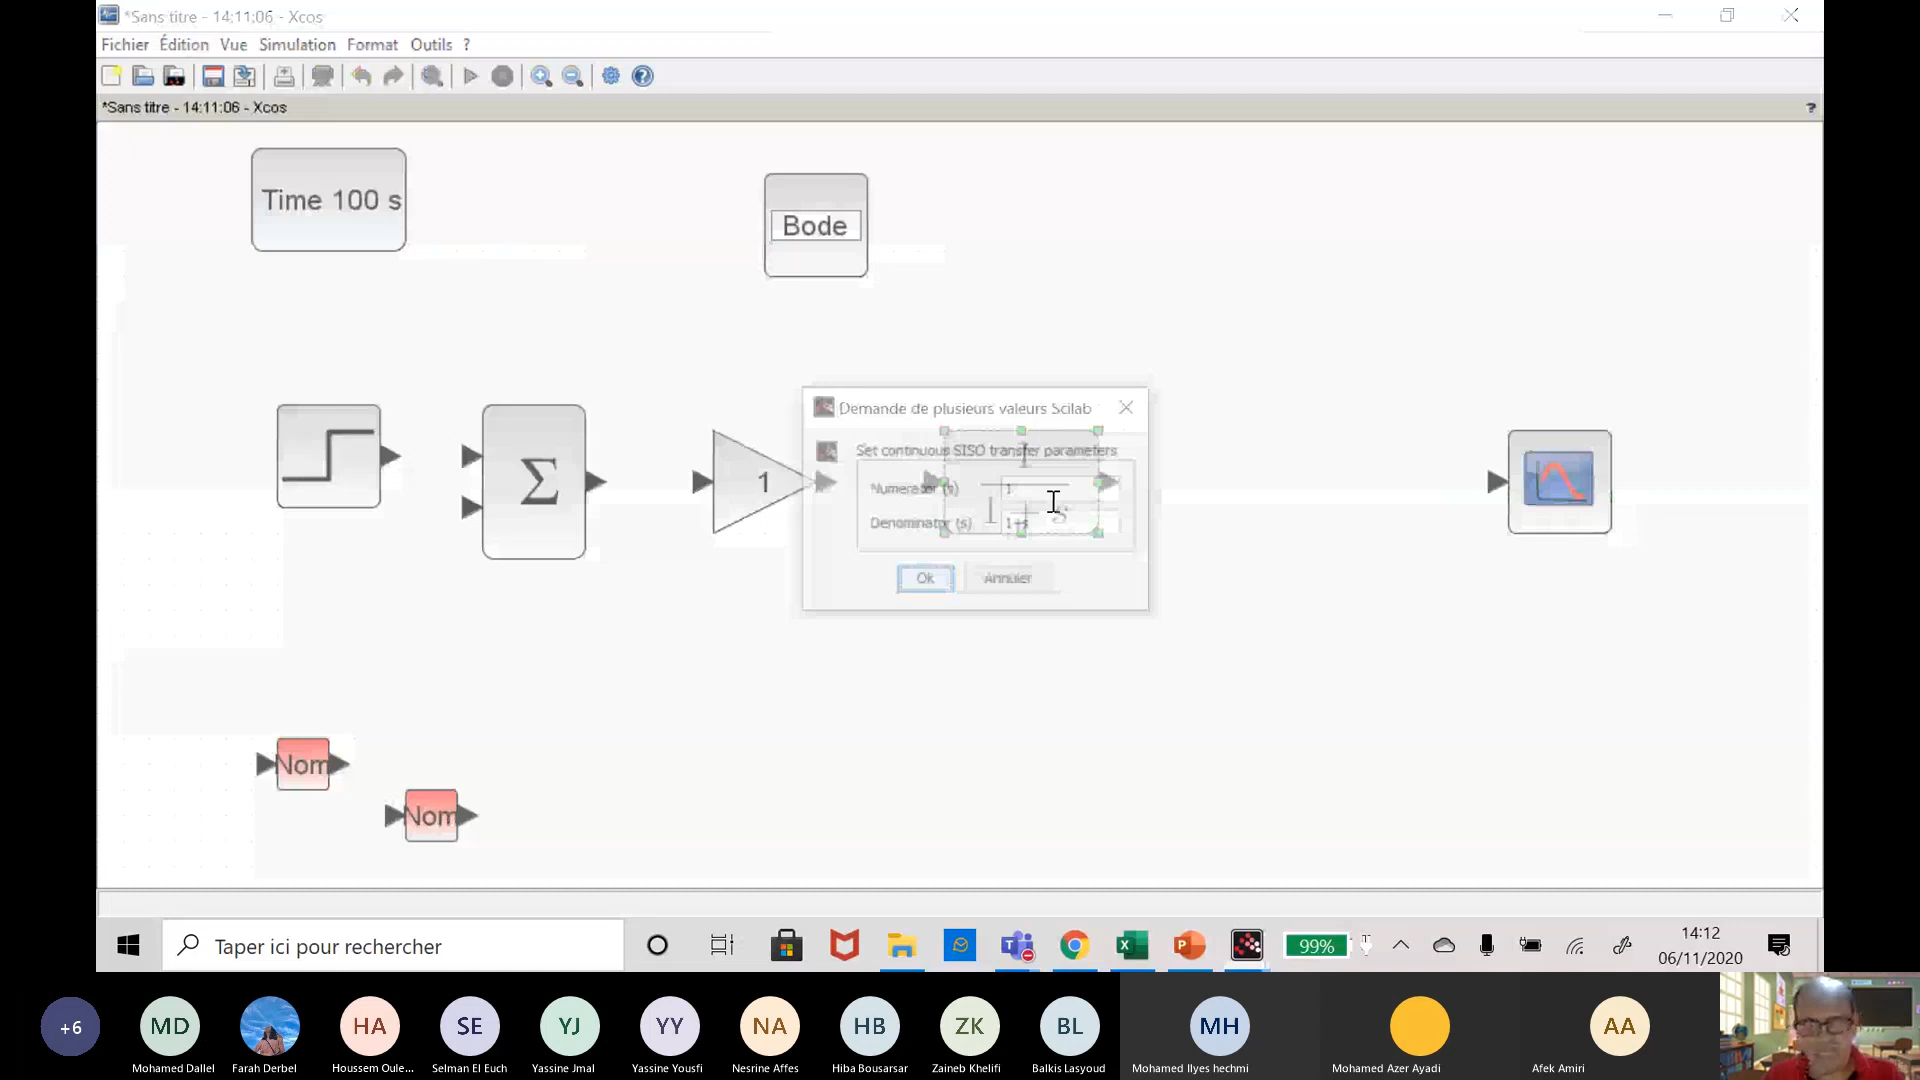 *Sans titre - 14:11:06 - Xcos
Fichier Édition Vue Simulation Format Outils ?
*Sans titre - 14:11:06 - Xcos ?
Time 100 s
Bode
Σ
1
Demande de plusieurs valeurs Scilab
Set continuous SISO transfer parameters
Numerator (s) 1
Denominator (s) 1+s
Ok Annuler
1
1 + s
Nom
Nom
Taper ici pour rechercher
99%
14:12
06/11/2020
+6 MD HA SE YJ YY NA HB ZK BL MH AA
Mohamed Dallel Farah Derbel Houssem Oule... Selman El Euch Yassine Jmal Yassine Yousfi Nesrine Affes Hiba Bousarsar Zaineb Khelifi Balkis Lasyoud Mohamed Ilyes hechmi Mohamed Azer Ayadi Afek Amiri